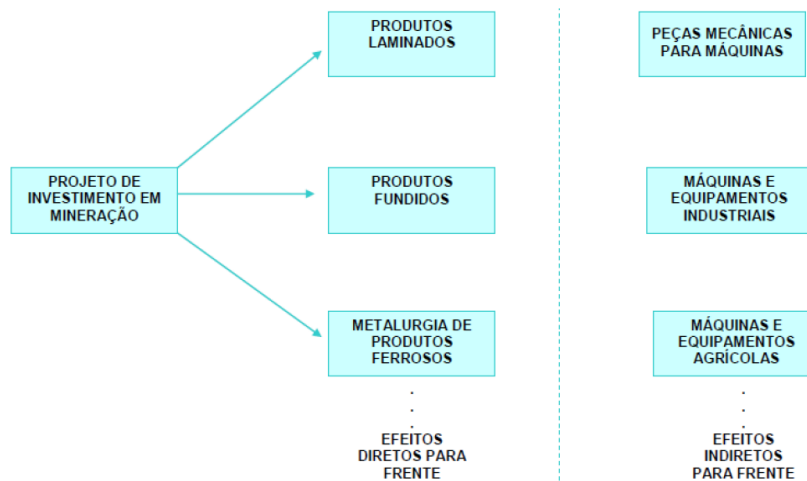 PRODUTOS
LAMINADOS
PEÇAS MECÂNICAS
PARA MÁQUINAS
PROJETO DE
INVESTIMENTO EM
MINERAÇÃO
PRODUTOS
FUNDIDOS
MÁQUINAS E
EQUIPAMENTOS
INDUSTRIAIS
METALURGIA DE
PRODUTOS
FERROSOS
MÁQUINAS E
EQUIPAMENTOS
AGRÍCOLAS
.
.
.
EFEITOS
DIRETOS PARA
FRENTE
.
.
.
EFEITOS
INDIRETOS
PARA FRENTE